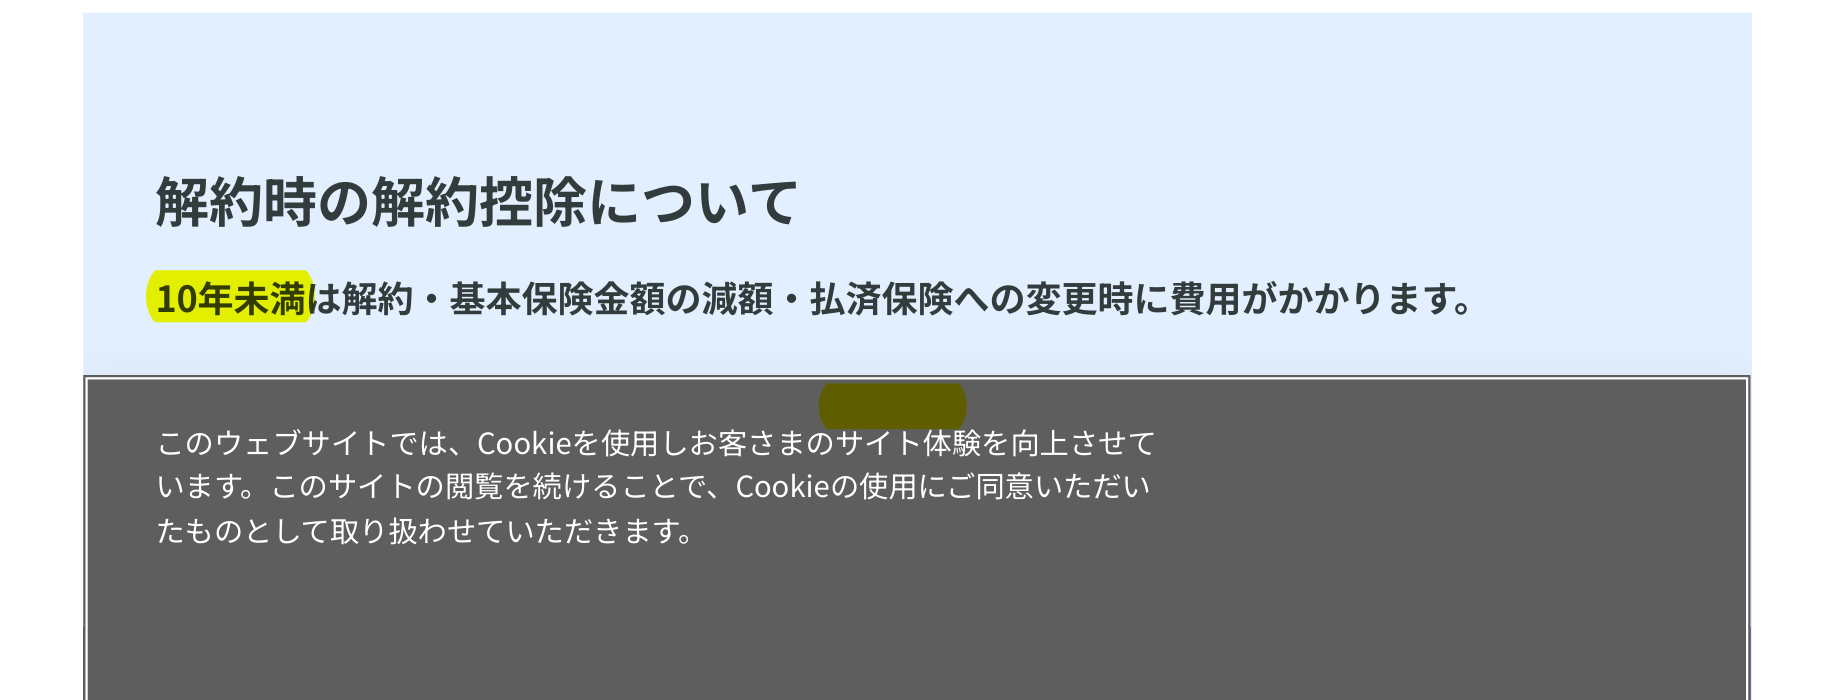 解約時の解約控除について
10年未満は解約・基本保険金額の減額・払済保険への変更時に費用がかかります。
このウェブサイトでは、Cookieを使用しお客さまのサイト体験を向上させて
います。このサイトの閲覧を続けることで、Cookieの使用にご同意いただい
たものとして取り扱わせていただきます。